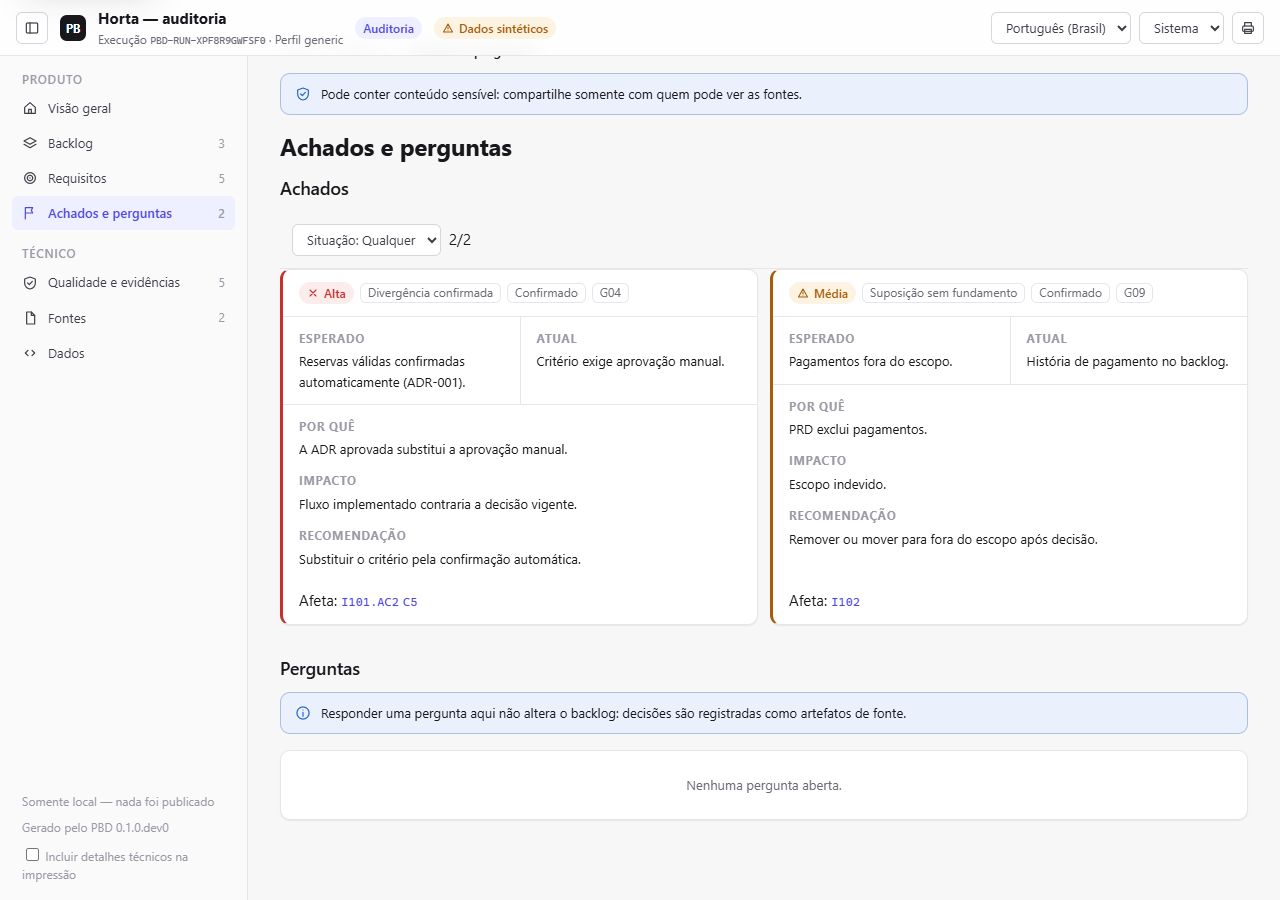 PB
Horta — auditoria
Execução PBD-RUN-XPF8R9GWFSF0 · Perfil generic
Auditoria
Dados sintéticos
Português (Brasil)
Sistema
PRODUTO
Visão geral
Backlog 3
Requisitos 5
Achados e perguntas 2
TÉCNICO
Qualidade e evidências 5
Fontes 2
Dados
Somente local — nada foi publicado
Gerado pelo PBD 0.1.0.dev0
Incluir detalhes técnicos na
impressão
Pode conter conteúdo sensível: compartilhe somente com quem pode ver as fontes.
Achados e perguntas
Achados
Situação: Qualquer 2/2
Alta Divergência confirmada Confirmado G04
ESPERADO
Reservas válidas confirmadas
automaticamente (ADR-001).
ATUAL
Critério exige aprovação manual.
POR QUÊ
A ADR aprovada substitui a aprovação manual.
IMPACTO
Fluxo implementado contraria a decisão vigente.
RECOMENDAÇÃO
Substituir o critério pela confirmação automática.
Afeta: I101.AC2 C5
Média Suposição sem fundamento Confirmado G09
ESPERADO
Pagamentos fora do escopo.
ATUAL
História de pagamento no backlog.
POR QUÊ
PRD exclui pagamentos.
IMPACTO
Escopo indevido.
RECOMENDAÇÃO
Remover ou mover para fora do escopo após decisão.
Afeta: I102
Perguntas
Responder uma pergunta aqui não altera o backlog: decisões são registradas como artefatos de fonte.
Nenhuma pergunta aberta.